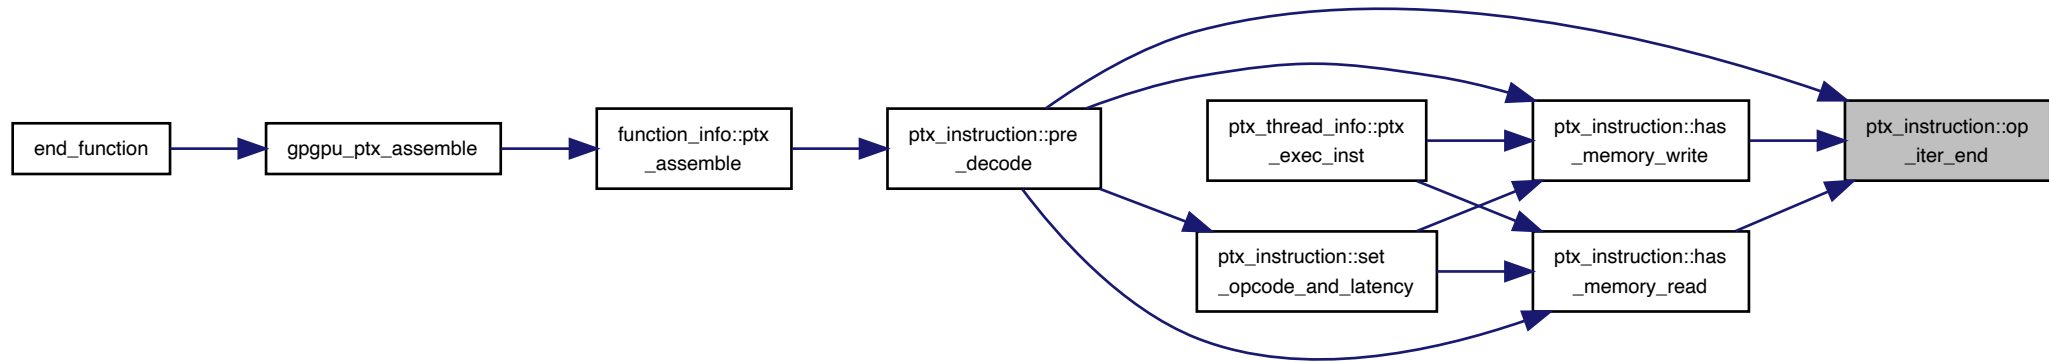 end_function
gpgpu_ptx_assemble
function_info::ptx
_assemble
ptx_instruction::pre
_decode
ptx_thread_info::ptx
_exec_inst
ptx_instruction::set
_opcode_and_latency
ptx_instruction::has
_memory_write
ptx_instruction::has
_memory_read
ptx_instruction::op
_iter_end